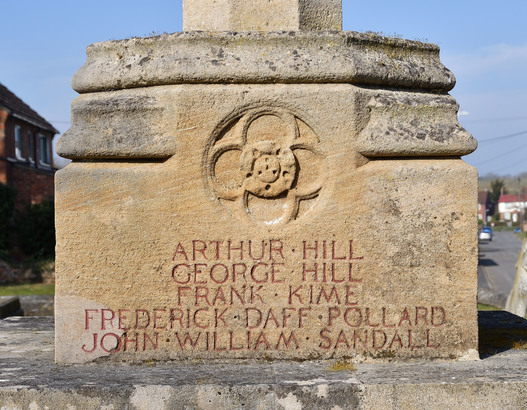 ARTHUR · HILL
GEORGE · HILL
FRANK · KIME
FREDERICK · DAFF · POLLARD
JOHN · WILLIAM · SANDALL